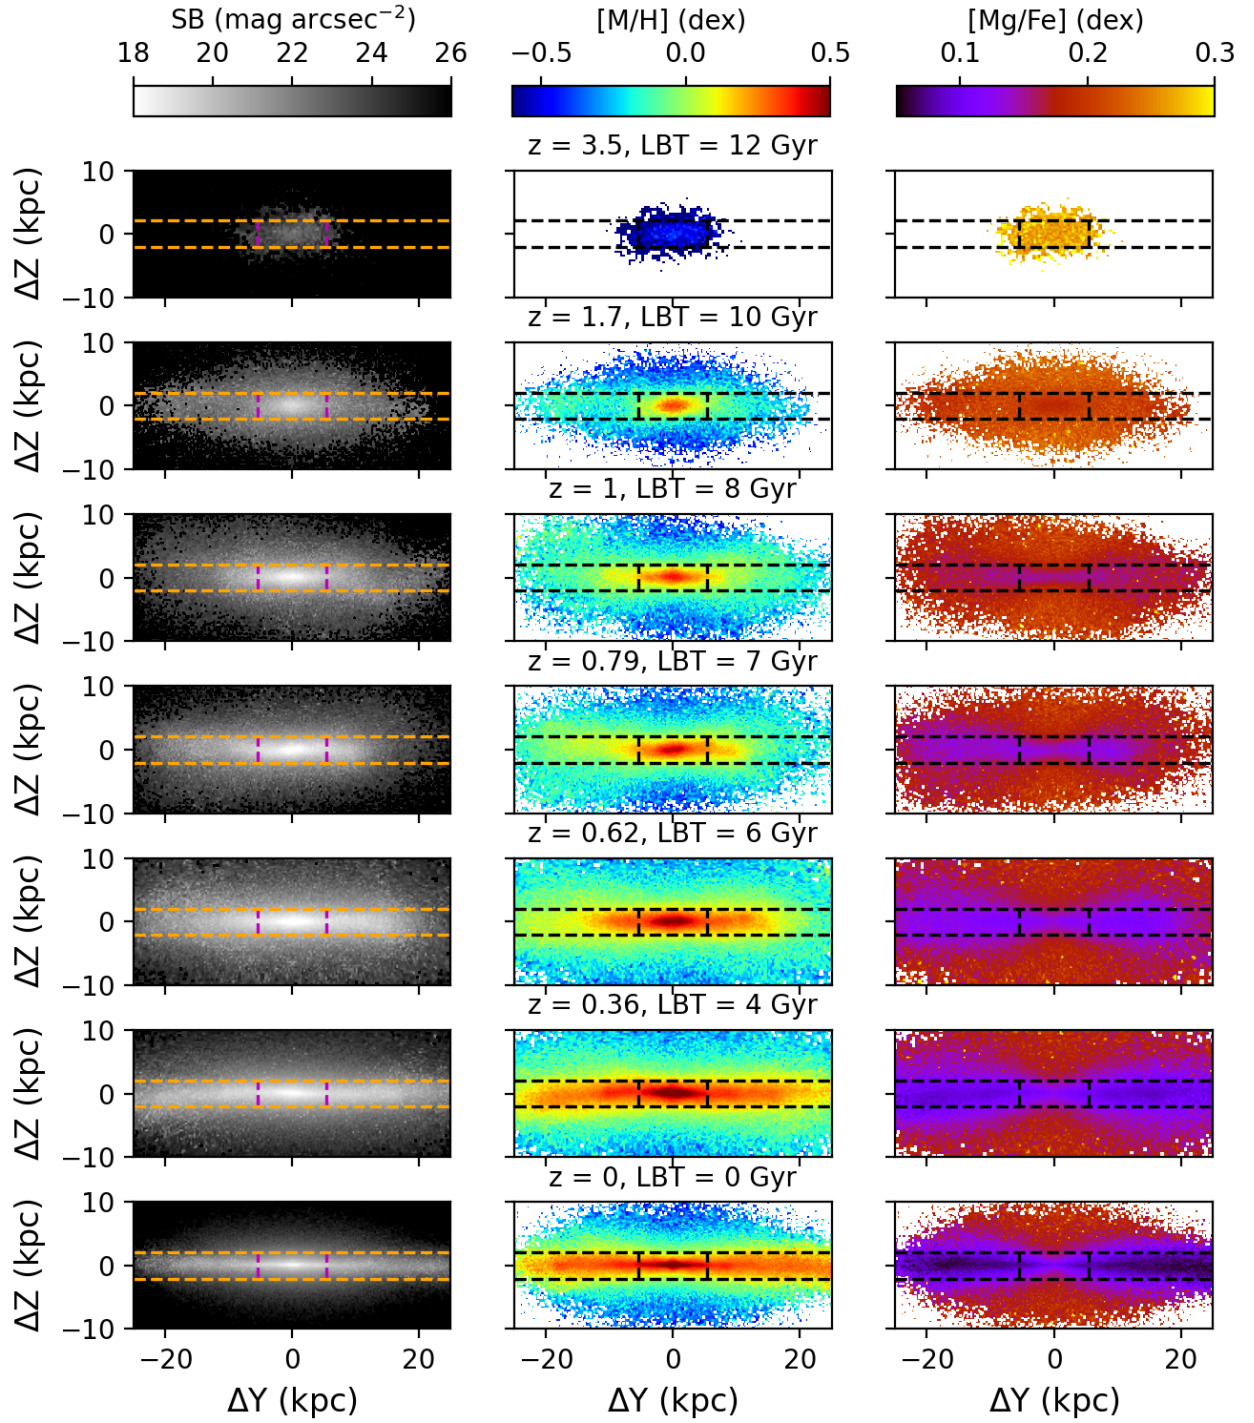 SB (mag arcsec⁻²) [M/H] (dex) [Mg/Fe] (dex)
18 20 22 24 26 −0.5 0.0 0.5 0.1 0.2 0.3
z = 3.5, LBT = 12 Gyr
10
0
−10
ΔZ (kpc)
z = 1.7, LBT = 10 Gyr
10
0
−10
ΔZ (kpc)
z = 1, LBT = 8 Gyr
10
0
−10
ΔZ (kpc)
z = 0.79, LBT = 7 Gyr
10
0
−10
ΔZ (kpc)
z = 0.62, LBT = 6 Gyr
10
0
−10
ΔZ (kpc)
z = 0.36, LBT = 4 Gyr
10
0
−10
ΔZ (kpc)
z = 0, LBT = 0 Gyr
10
0
−10
ΔZ (kpc)
−20 0 20 −20 0 20 −20 0 20
ΔY (kpc) ΔY (kpc) ΔY (kpc)